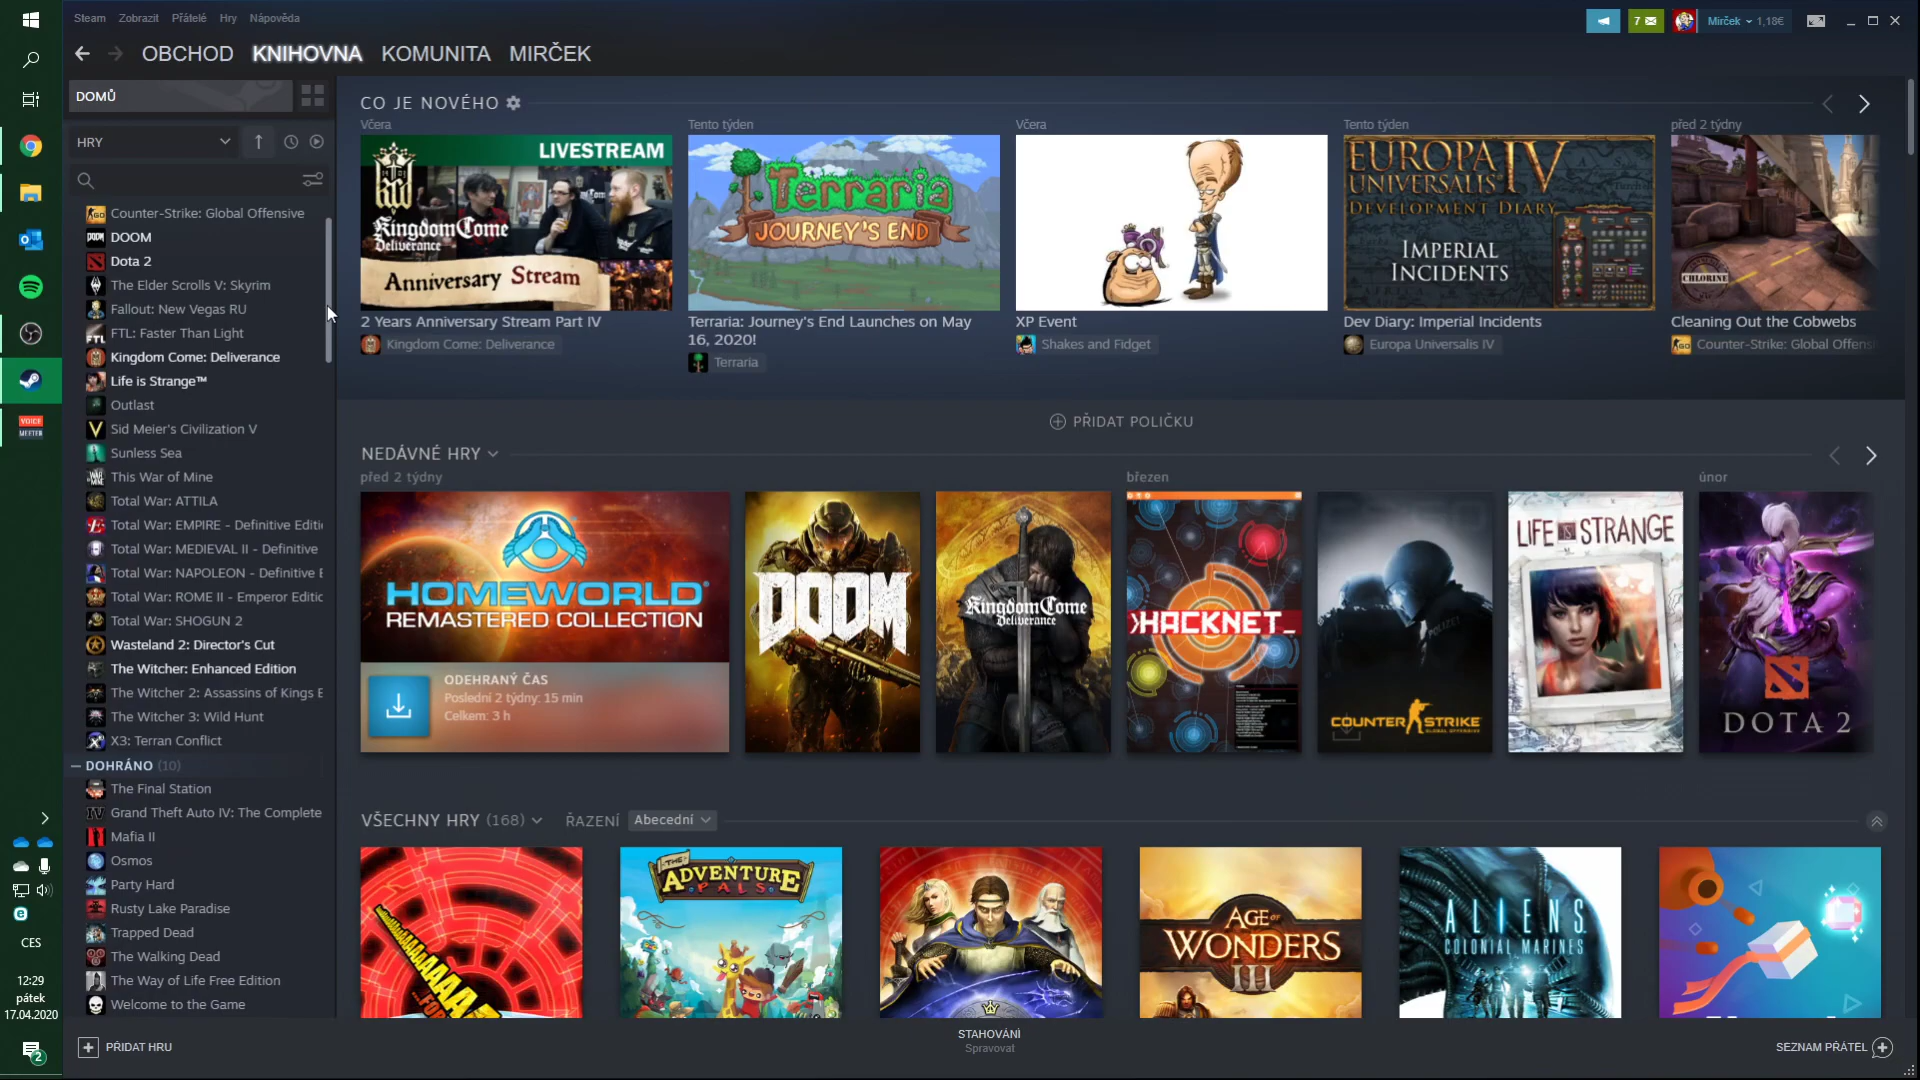 Steam Zobrazit Přátelé Hry Nápověda
7
Mirček 1,18€
OBCHOD KNIHOVNA KOMUNITA MIRČEK
DOMŮ
HRY
Counter-Strike: Global Offensive
DOOM
Dota 2
The Elder Scrolls V: Skyrim
Fallout: New Vegas RU
FTL: Faster Than Light
Kingdom Come: Deliverance
Life is Strange™
Outlast
Sid Meier's Civilization V
Sunless Sea
This War of Mine
Total War: ATTILA
Total War: EMPIRE - Definitive Editi
Total War: MEDIEVAL II - Definitive
Total War: NAPOLEON - Definitive E
Total War: ROME II - Emperor Editic
Total War: SHOGUN 2
Wasteland 2: Director's Cut
The Witcher: Enhanced Edition
The Witcher 2: Assassins of Kings E
The Witcher 3: Wild Hunt
X3: Terran Conflict
DOHRÁNO (10)
The Final Station
Grand Theft Auto IV: The Complete
Mafia II
Osmos
Party Hard
Rusty Lake Paradise
Trapped Dead
The Walking Dead
The Way of Life Free Edition
Welcome to the Game
PŘIDAT HRU
CO JE NOVÉHO
Včera
LIVESTREAM
KCD
Kingdom Come
Deliverance
Anniversary Stream
2 Years Anniversary Stream Part IV
Kingdom Come: Deliverance
Tento týden
Terraria
JOURNEY'S END
Terraria: Journey's End Launches on May
16, 2020!
Terraria
Včera
XP Event
Shakes and Fidget
Tento týden
EUROPA
UNIVERSALIS IV
DEVELOPMENT DIARY
IMPERIAL
INCIDENTS
Dev Diary: Imperial Incidents
Europa Universalis IV
před 2 týdny
CHLORINE
Cleaning Out the Cobwebs
Counter-Strike: Global Offensi
PŘIDAT POLIČKU
NEDÁVNÉ HRY
před 2 týdny
HOMEWORLD
REMASTERED COLLECTION
ODEHRANÝ ČAS
Poslední 2 týdny: 15 min
Celkem: 3 h
DOOM
Kingdom Come
Deliverance
březen
HACKNET_
POLICIE
COUNTER STRIKE
GLOBAL OFFENSIVE
LIFE IS STRANGE
únor
DOTA 2
VŠECHNY HRY (168) ŘAZENÍ Abecední
THE
ADVENTURE
PALS
AGE OF
WONDERS
III
ALIENS
COLONIAL MARINES
STAHOVÁNÍ
Spravovat
SEZNAM PŘÁTEL
VOICE
MEETER
CES
12:29
pátek
17.04.2020
2